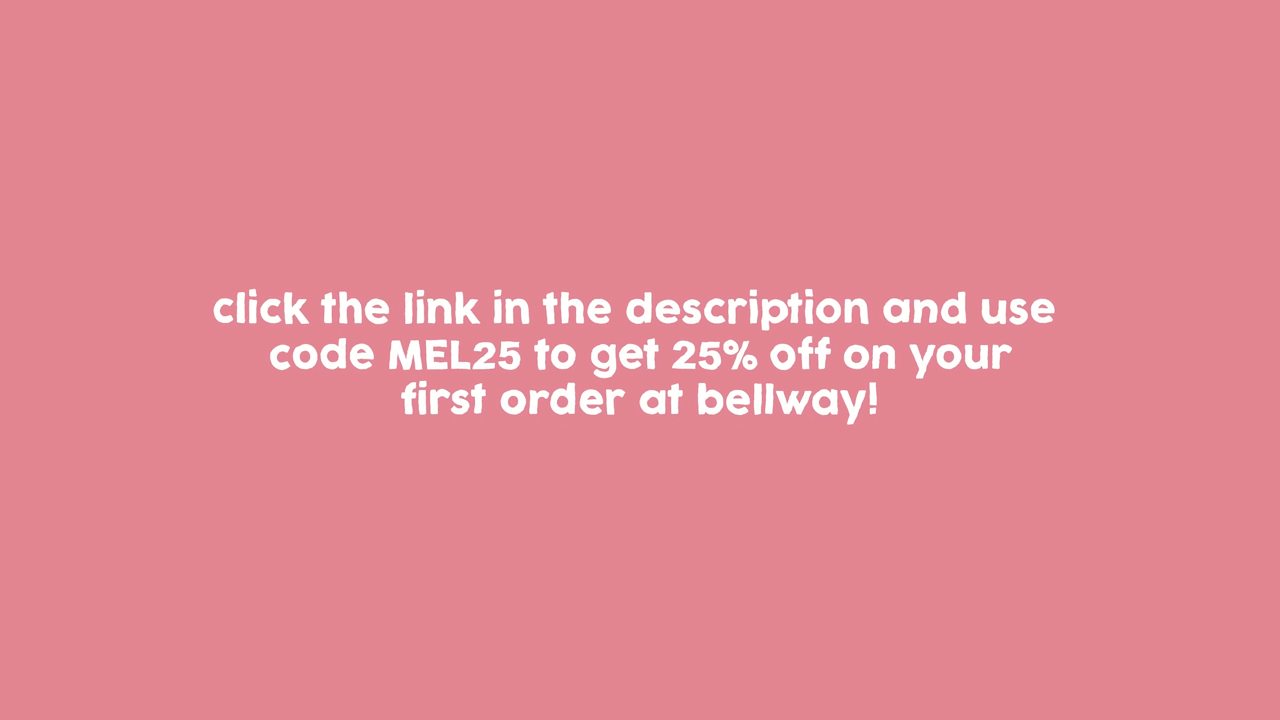 click the link in the description and use
code MEL25 to get 25% off on your
first order at bellway!